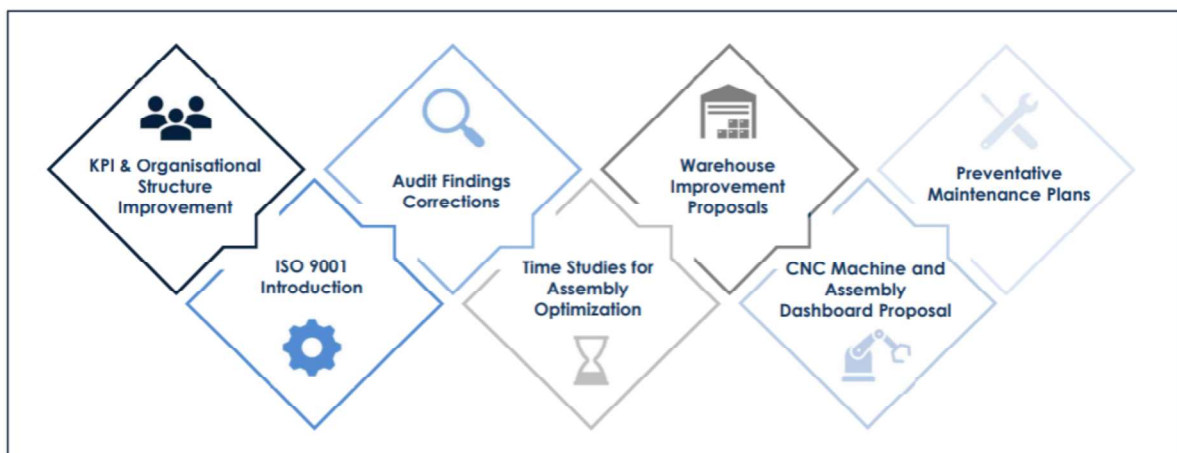 KPI & Organisational
Structure
Improvement
ISO 9001
Introduction
Audit Findings
Corrections
Time Studies for
Assembly
Optimization
Warehouse
Improvement
Proposals
CNC Machine and
Assembly
Dashboard Proposal
Preventative
Maintenance Plans